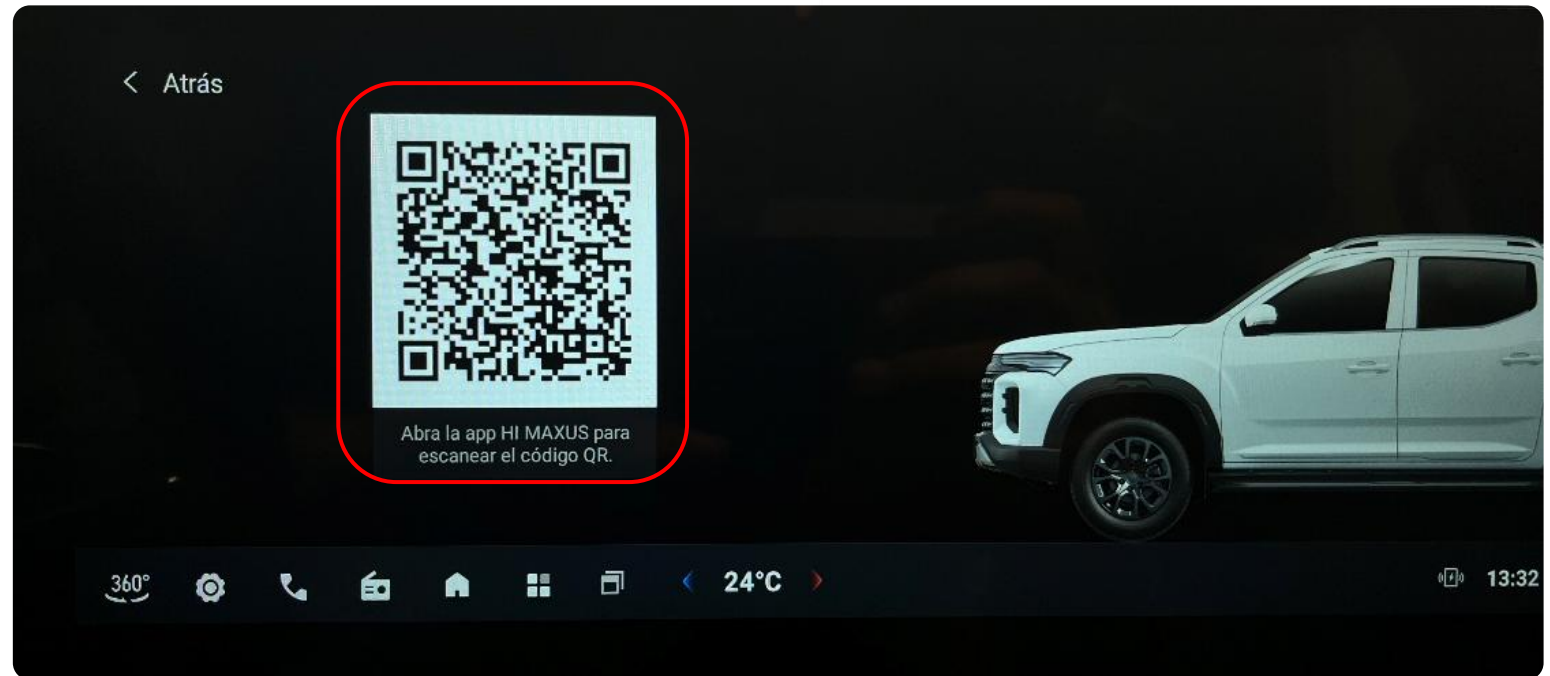 Atrás
Abra la app HI MAXUS para
escanear el código QR.
360°
24°C
13:32